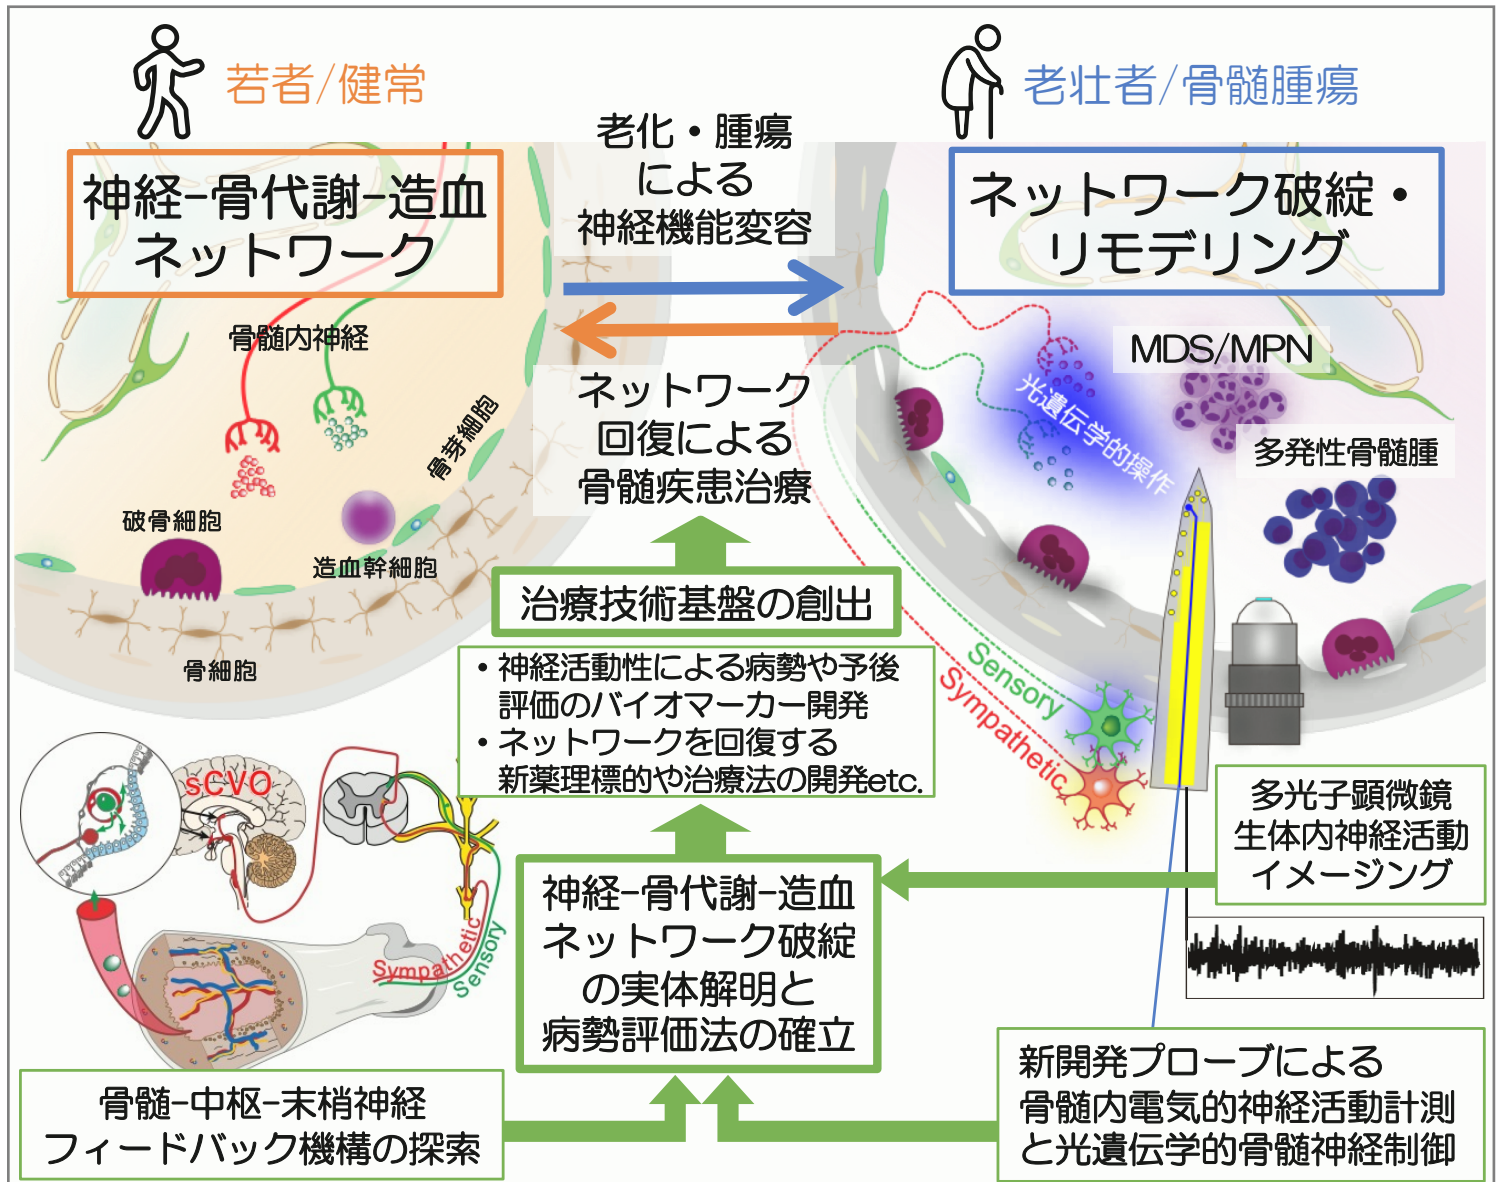 若者/健常
老壮者/骨髄腫瘍
神経-骨代謝-造血
ネットワーク
老化・腫瘍
による
神経機能変容
ネットワーク破綻・
リモデリング
骨髄内神経
骨芽細胞
破骨細胞
造血幹細胞
骨細胞
ネットワーク
回復による
骨髄疾患治療
MDS/MPN
光遺伝学的操作
多発性骨髄腫
治療技術基盤の創出
・神経活動性による病勢や予後
評価のバイオマーカー開発
・ネットワークを回復する
新薬理標的や治療法の開発etc.
Sensory
Sympathetic
sCVO
Sympathetic
Sensory
神経-骨代謝-造血
ネットワーク破綻
の実体解明と
病勢評価法の確立
多光子顕微鏡
生体内神経活動
イメージング
骨髄-中枢-末梢神経
フィードバック機構の探索
新開発プローブによる
骨髄内電気的神経活動計測
と光遺伝学的骨髄神経制御